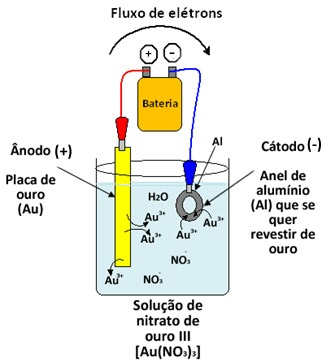 Fluxo de elétrons
+
-
Bateria
Ânodo (+)
Placa de
ouro
(Au)
Al
Cátodo (-)
Anel de
alumínio
(Al) que se
quer
revestir de
ouro
H2O
Au3+
Au3+
Au3+
Au3+
Au3+
NO3-
NO3-
Solução de
nitrato de
ouro III
[Au(NO3)3]